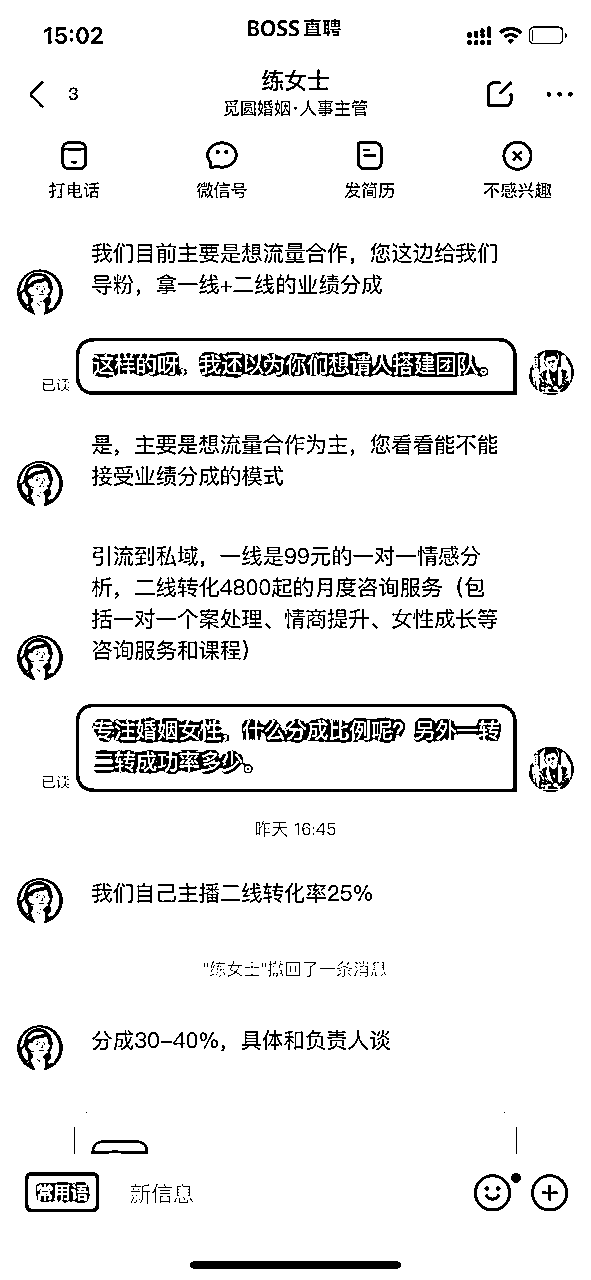 15:02
BOSS直聘
3
练女士
觅圆婚姻·人事主管
打电话
微信号
发简历
不感兴趣
我们目前主要是想流量合作，您这边给我们
导粉，拿一线+二线的业绩分成
这样的呀，我还以为你们想请人搭建团队。
已读
是，主要是想流量合作为主，您看看能不能
接受业绩分成的模式
引流到私域，一线是99元的一对一情感分
析，二线转化4800起的月度咨询服务（包
括一对一个案处理、情商提升、女性成长等
咨询服务和课程）
专注婚姻女性，什么分成比例呢？另外一转
二转成功率多少。
已读
昨天 16:45
我们自己主播二线转化率25%
"练女士"撤回了一条消息
分成30-40%，具体和负责人谈
常用语
新信息